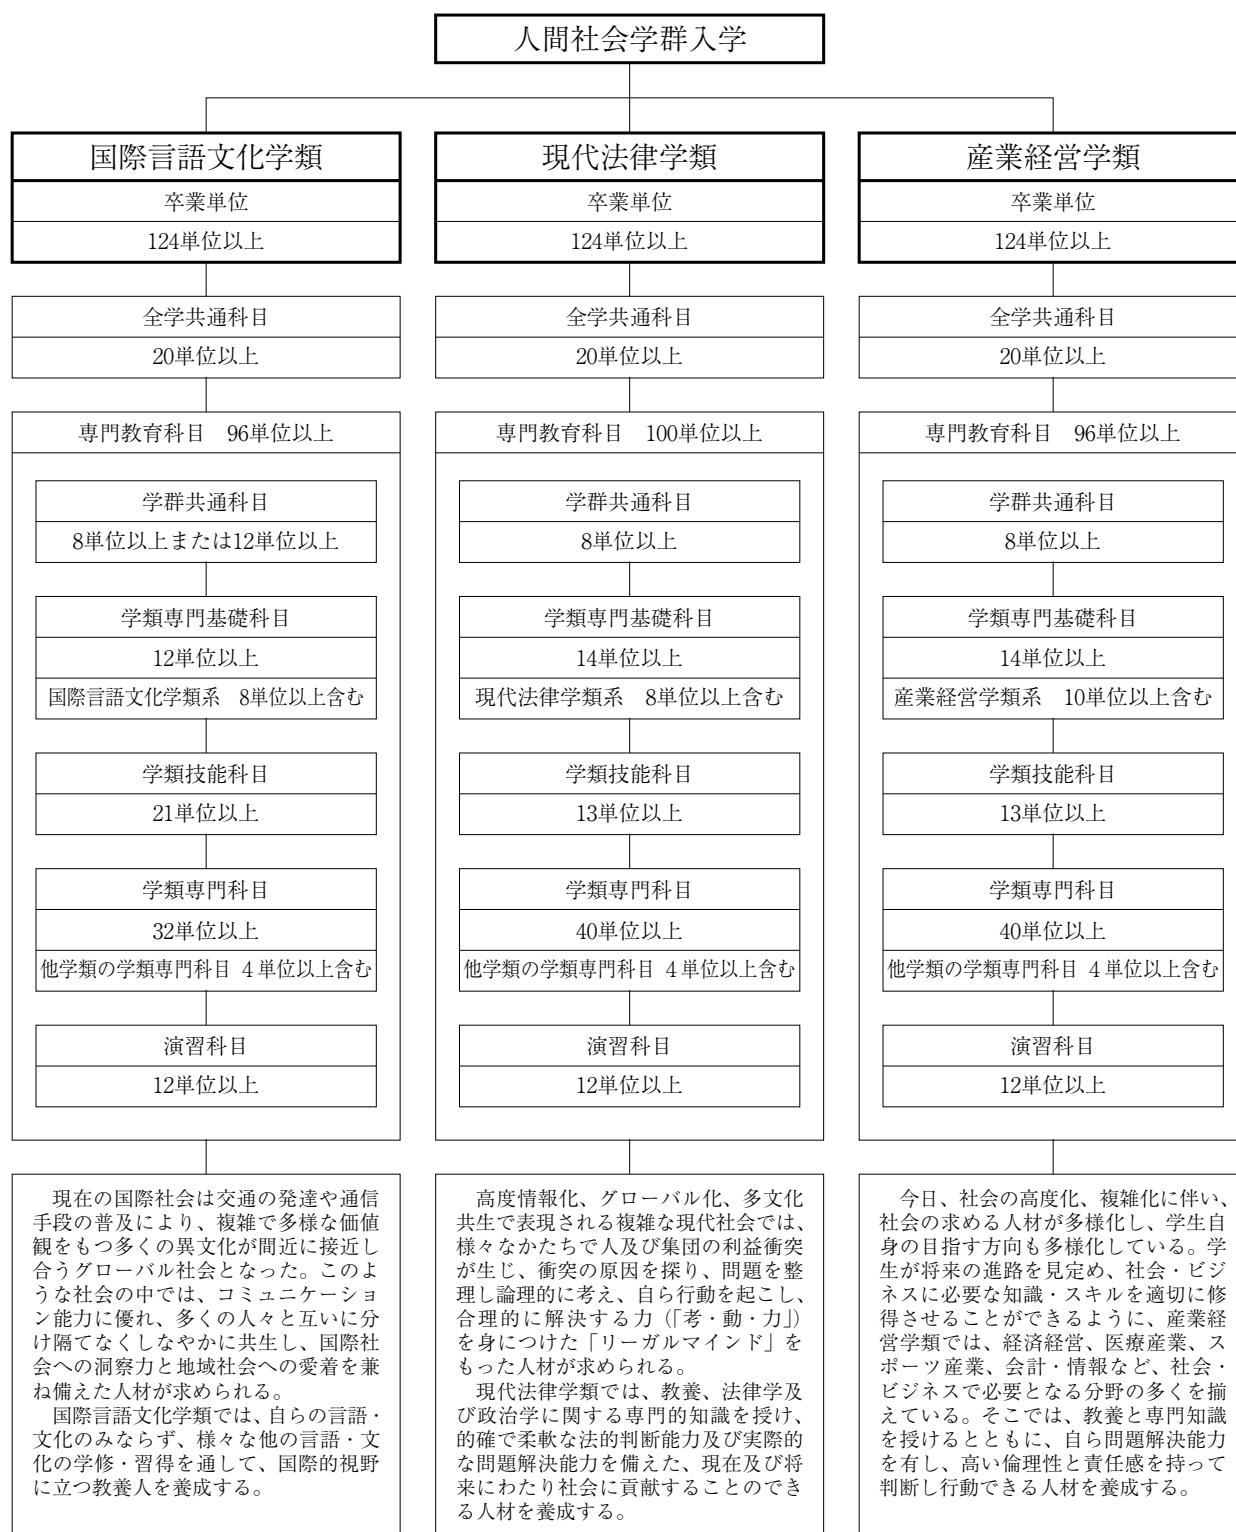 人間社会学群入学
国際言語文化学類
卒業単位
124単位以上
全学共通科目
20単位以上
専門教育科目　96単位以上
学群共通科目
8単位以上または12単位以上
学類専門基礎科目
12単位以上
国際言語文化学類系　8単位以上含む
学類技能科目
21単位以上
学類専門科目
32単位以上
他学類の学類専門科目 4単位以上含む
演習科目
12単位以上
現在の国際社会は交通の発達や通信
手段の普及により、複雑で多様な価値
観をもつ多くの異文化が間近に接近し
合うグローバル社会となった。このよ
うな社会の中では、コミュニケーショ
ン能力に優れ、多くの人々と互いに分
け隔てなくしなやかに共生し、国際社
会への洞察力と地域社会への愛着を兼
ね備えた人材が求められる。
国際言語文化学類では、自らの言語・
文化のみならず、様々な他の言語・文
化の学修・習得を通して、国際的視野
に立つ教養人を養成する。
現代法律学類
卒業単位
124単位以上
全学共通科目
20単位以上
専門教育科目　100単位以上
学群共通科目
8単位以上
学類専門基礎科目
14単位以上
現代法律学類系　8単位以上含む
学類技能科目
13単位以上
学類専門科目
40単位以上
他学類の学類専門科目 4単位以上含む
演習科目
12単位以上
高度情報化、グローバル化、多文化
共生で表現される複雑な現代社会では、
様々なかたちで人及び集団の利益衝突
が生じ、衝突の原因を探り、問題を整
理し論理的に考え、自ら行動を起こし、
合理的に解決する力（「考・動・力」）
を身につけた「リーガルマインド」を
もった人材が求められる。
現代法律学類では、教養、法律学及
び政治学に関する専門的知識を授け、
的確で柔軟な法的判断能力及び実際的
な問題解決能力を備えた、現在及び将
来にわたり社会に貢献することのでき
る人材を養成する。
産業経営学類
卒業単位
124単位以上
全学共通科目
20単位以上
専門教育科目　96単位以上
学群共通科目
8単位以上
学類専門基礎科目
14単位以上
産業経営学類系　10単位以上含む
学類技能科目
13単位以上
学類専門科目
40単位以上
他学類の学類専門科目 4単位以上含む
演習科目
12単位以上
今日、社会の高度化、複雑化に伴い、
社会の求める人材が多様化し、学生自
身の目指す方向も多様化している。学
生が将来の進路を見定め、社会・ビジ
ネスに必要な知識・スキルを適切に修
得させることができるように、産業経
営学類では、経済経営、医療産業、ス
ポーツ産業、会計・情報など、社会・
ビジネスで必要となる分野の多くを揃
えている。そこでは、教養と専門知識
を授けるとともに、自ら問題解決能力
を有し、高い倫理性と責任感を持って
判断し行動できる人材を養成する。